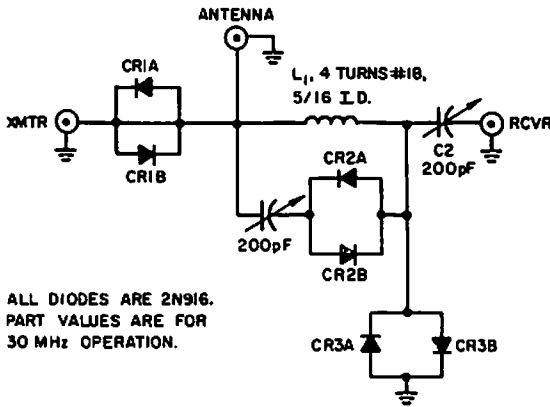 ANTENNA
CR1A
L1, 4 TURNS #18,
5/16 I.D.
XMTR
RCVR
CR1B
C2
200pF
CR2A
200pF
CR2B
ALL DIODES ARE 2N916.
PART VALUES ARE FOR
30 MHz OPERATION.
CR3A
CR3B